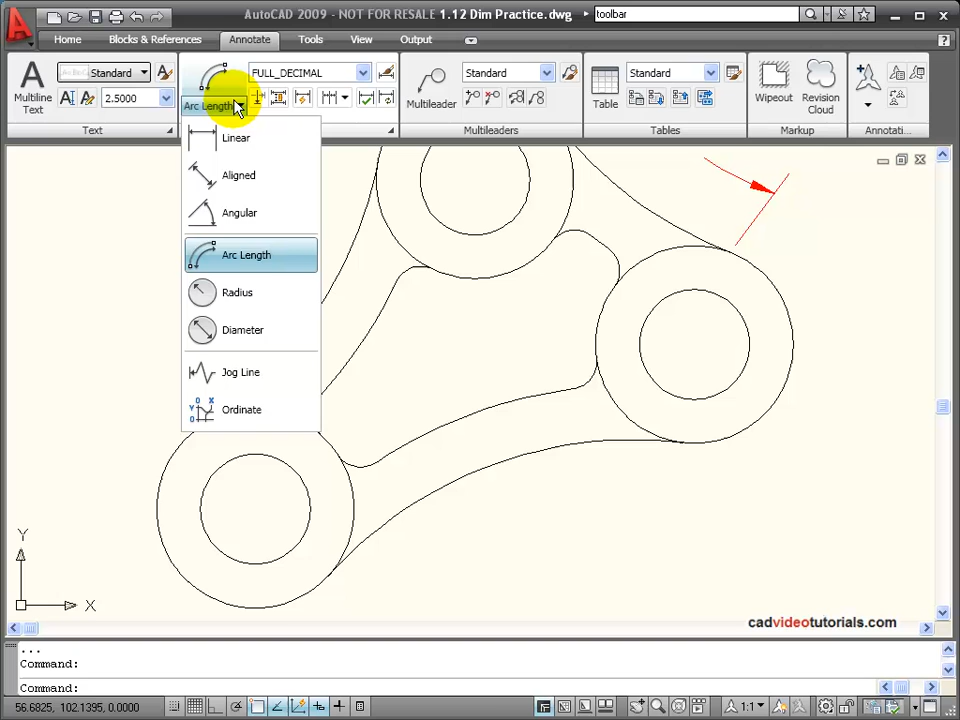 AutoCAD 2009 - NOT FOR RESALE 1.12 Dim Practice.dwg
toolbar
Home
Blocks & References
Annotate
Tools
View
Output
A
Multiline
Text
Standard
2.5000
Text
Arc Length
FULL_DECIMAL
Multileader
Standard
Multileaders
Table
Standard
Tables
Wipeout
Revision
Cloud
Markup
Annotati...
Linear
Aligned
Angular
Arc Length
Radius
Diameter
Jog Line
Ordinate
Y
X
cadvideotutorials.com
...
Command:
Command:
56.6825, 102.1395, 0.0000
1:1